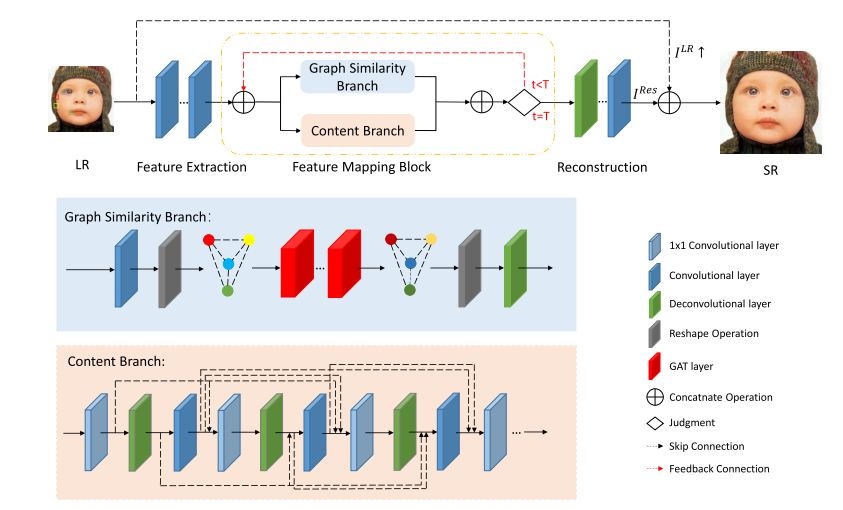 I^{LR} ↑
Graph Similarity
Branch
t<T
I^{Res}
Content Branch
t=T
LR
Feature Extraction
Feature Mapping Block
Reconstruction
SR
Graph Similarity Branch:
1x1 Convolutional layer
Convolutional layer
Deconvolutional layer
Reshape Operation
Content Branch:
GAT layer
Concatnate Operation
Judgment
Skip Connection
Feedback Connection